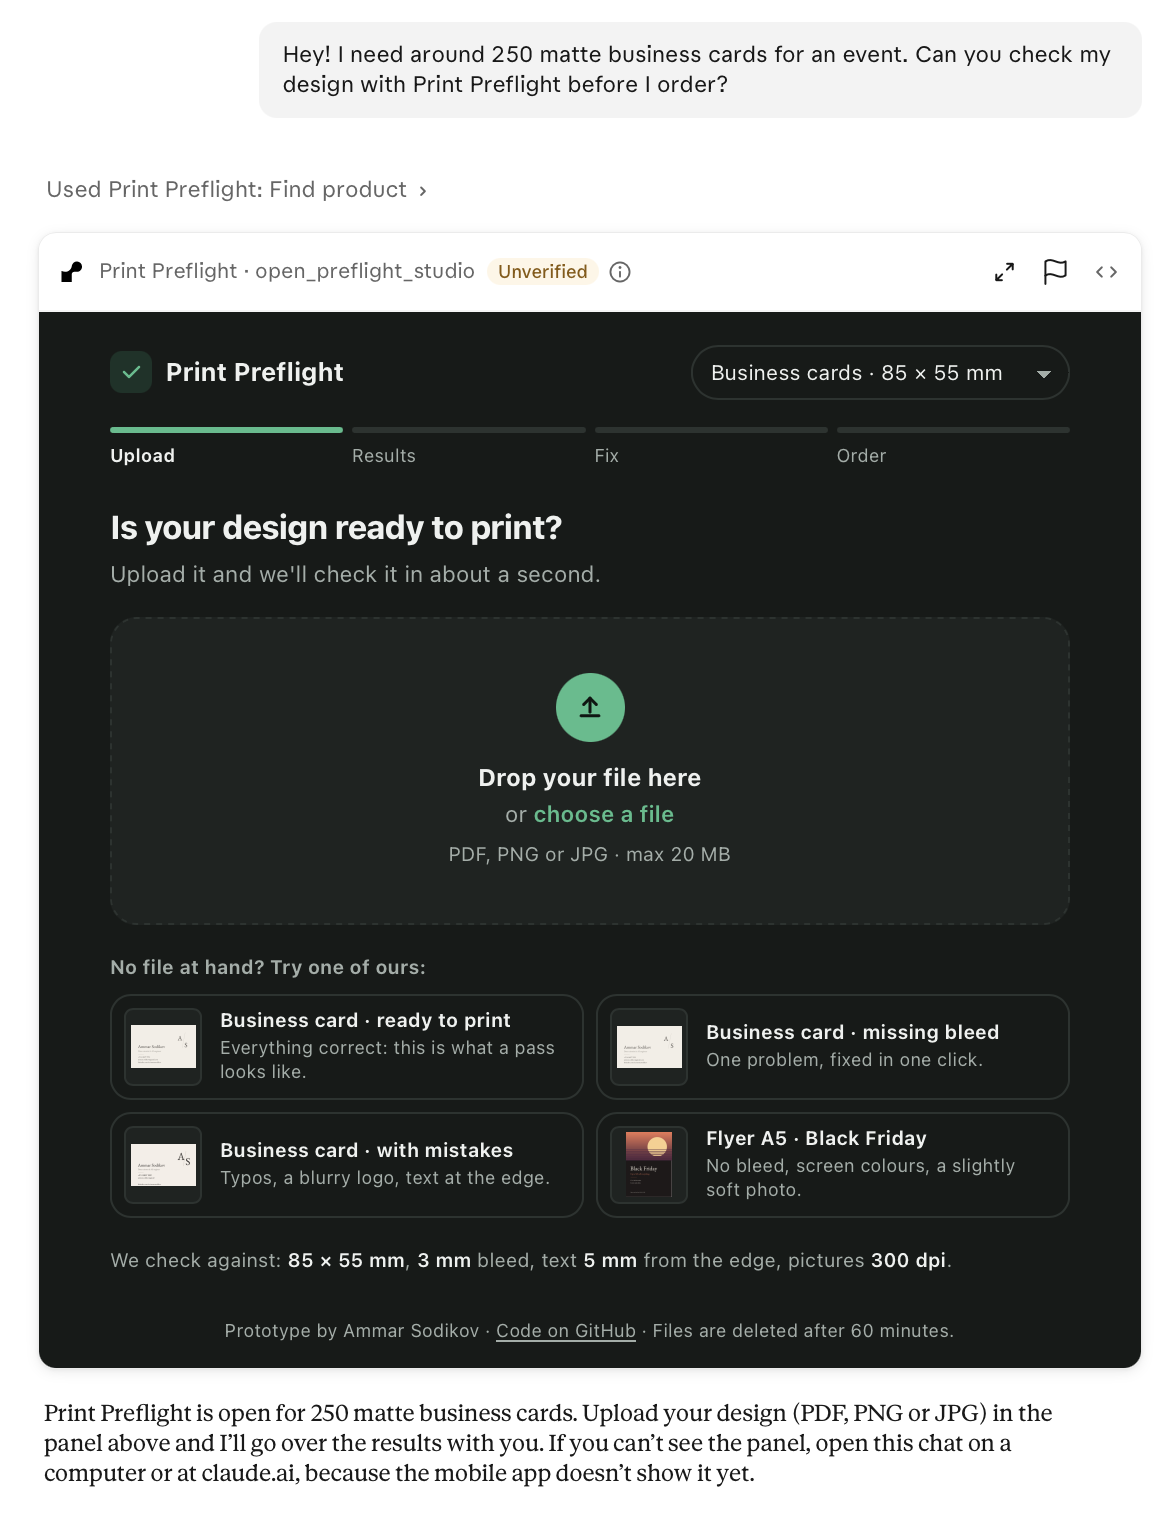 Hey! I need around 250 matte business cards for an event. Can you check my
design with Print Preflight before I order?
Used Print Preflight: Find product
Print Preflight · open_preflight_studio Unverified
Print Preflight
Business cards · 85 × 55 mm
Upload
Results
Fix
Order
Is your design ready to print?
Upload it and we'll check it in about a second.
Drop your file here
or choose a file
PDF, PNG or JPG · max 20 MB
No file at hand? Try one of ours:
Business card · ready to print
Everything correct: this is what a pass
looks like.
Business card · missing bleed
One problem, fixed in one click.
Business card · with mistakes
Typos, a blurry logo, text at the edge.
Black Friday
Flyer A5 · Black Friday
No bleed, screen colours, a slightly
soft photo.
We check against: 85 × 55 mm, 3 mm bleed, text 5 mm from the edge, pictures 300 dpi.
Prototype by Ammar Sodikov · Code on GitHub · Files are deleted after 60 minutes.
Print Preflight is open for 250 matte business cards. Upload your design (PDF, PNG or JPG) in the
panel above and I’ll go over the results with you. If you can’t see the panel, open this chat on a
computer or at claude.ai, because the mobile app doesn’t show it yet.